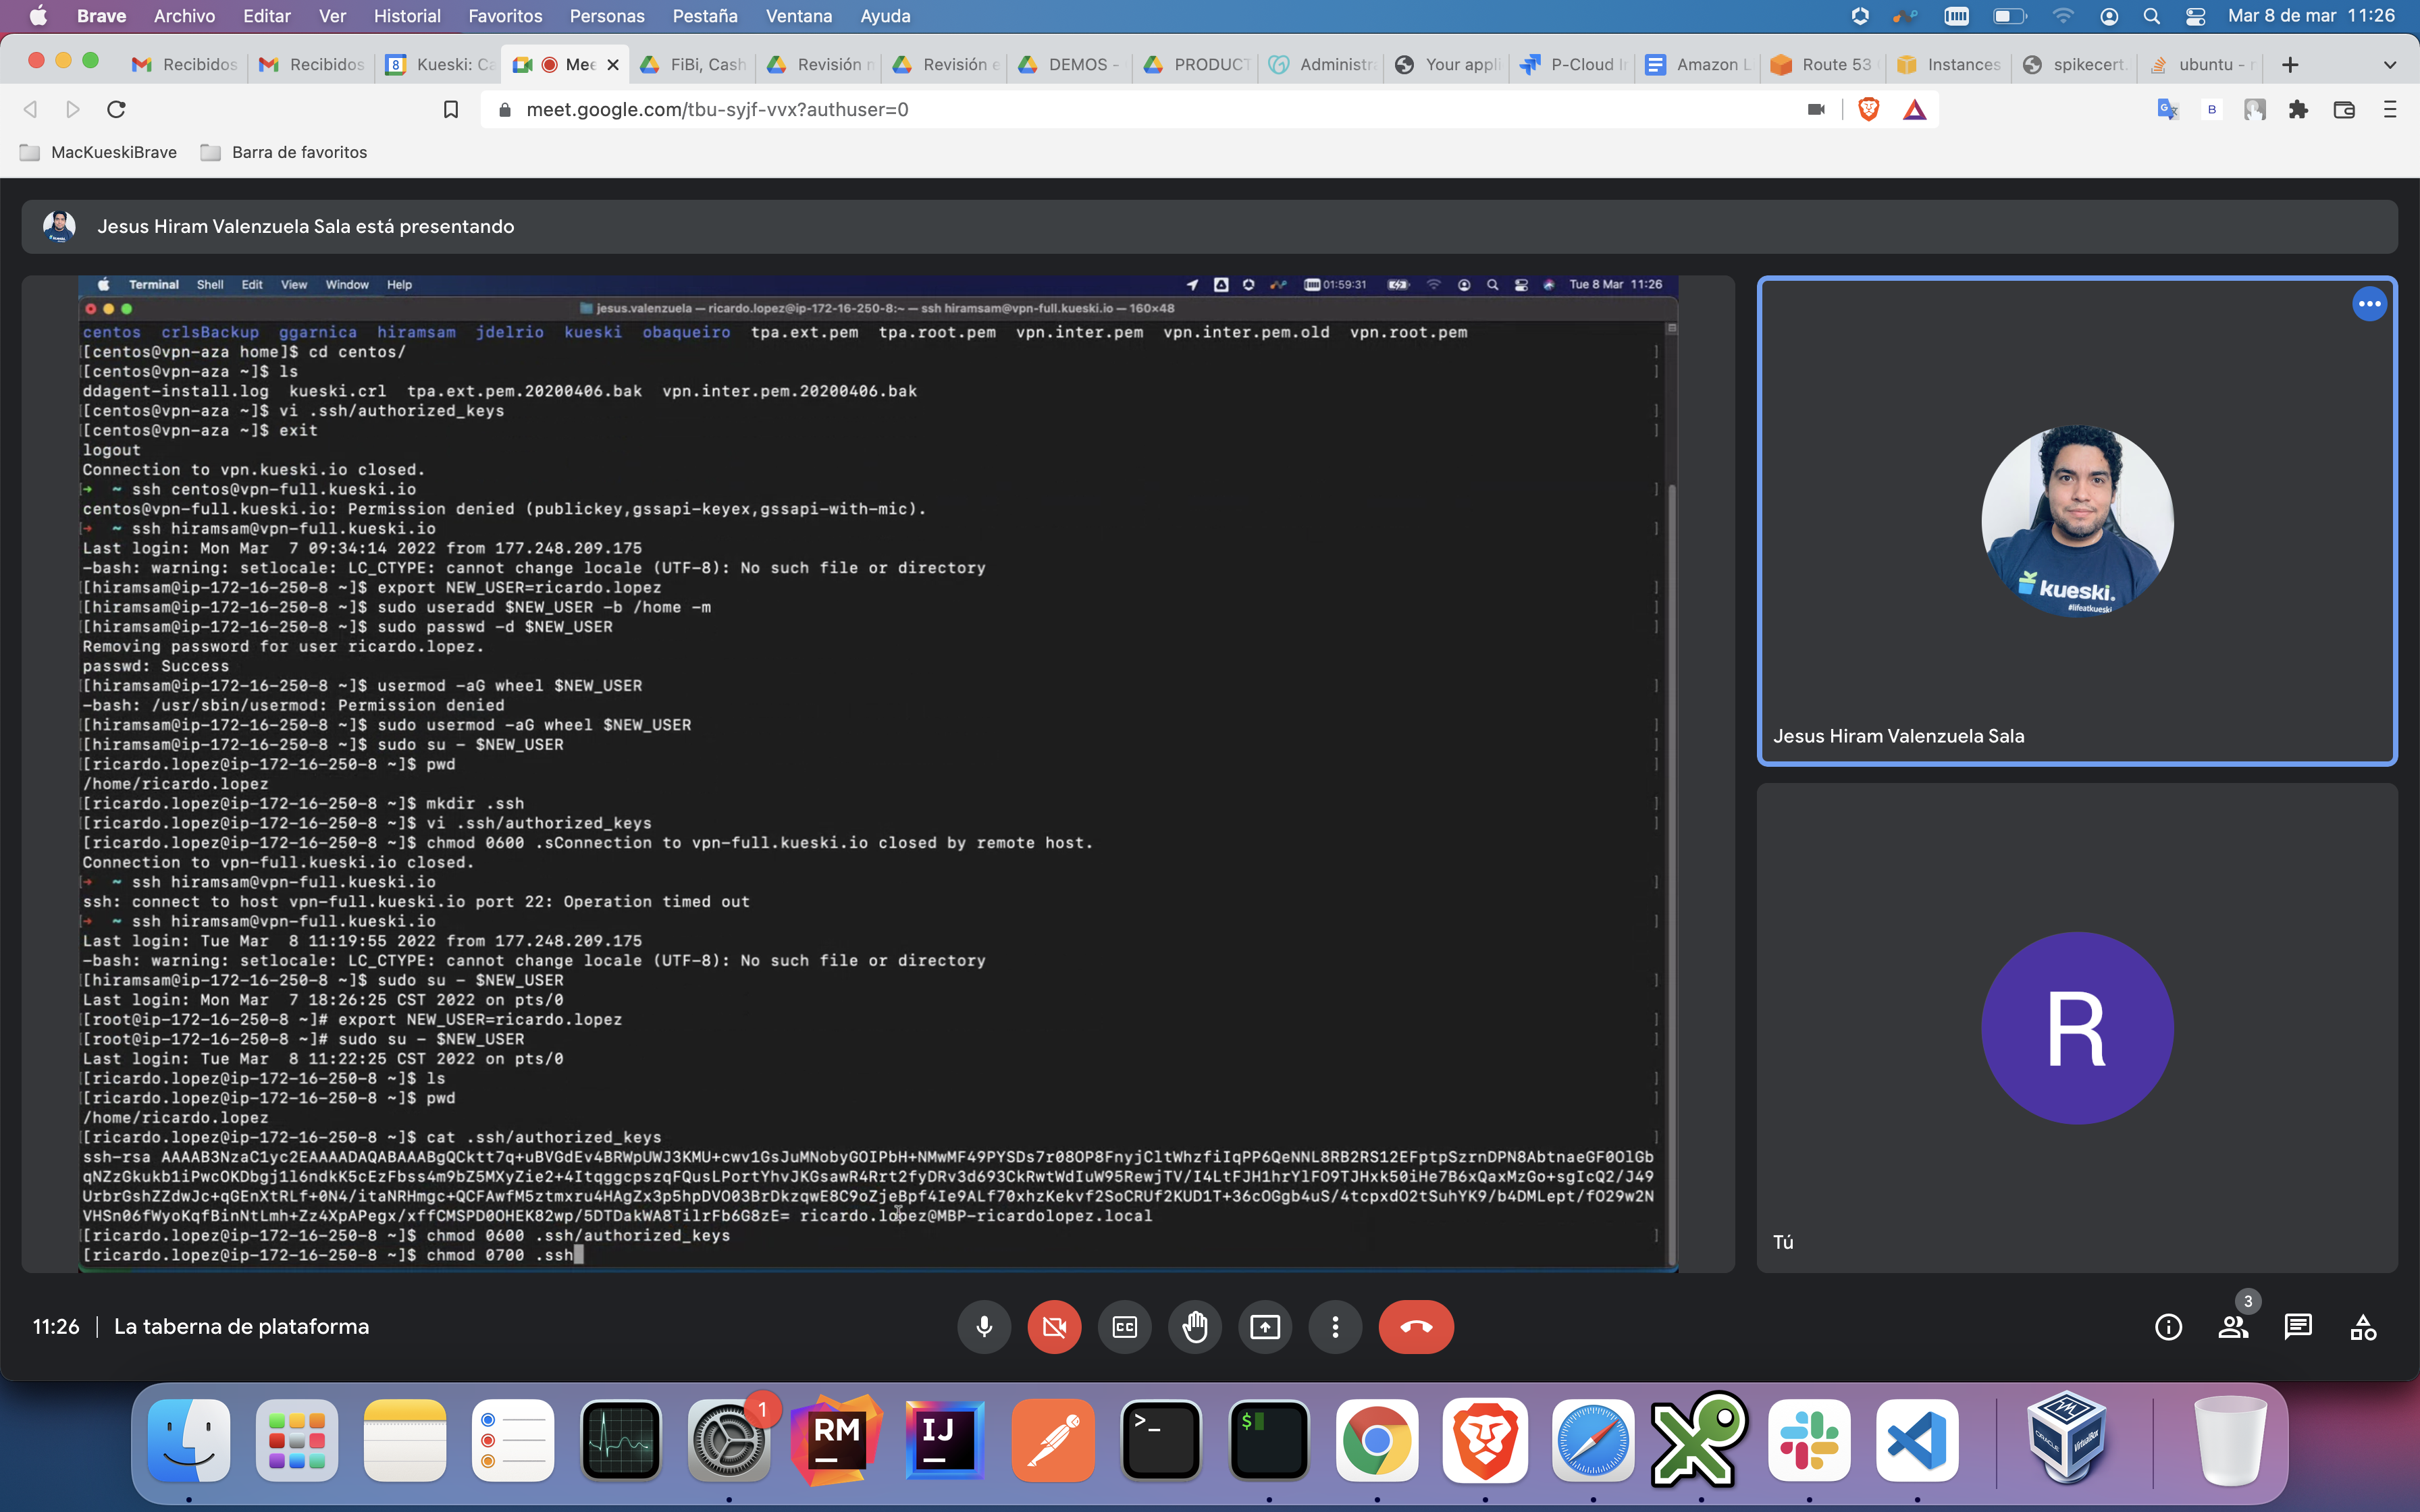 Brave Archivo Editar Ver Historial Favoritos Personas Pestaña Ventana Ayuda Mar 8 de mar 11:26
Recibidos Recibidos 8 Kueski: Ca Mee FiBi, Cash Revisión Revisión e DEMOS - PRODUCT Administr Your appli P-Cloud I Amazon L Route 53 Instances spikecert. ubuntu -
meet.google.com/tbu-syjf-vvx?authuser=0
MacKueskiBrave Barra de favoritos
Jesus Hiram Valenzuela Sala está presentando
Terminal Shell Edit View Window Help 01:59:31 Tue 8 Mar 11:26
jesus.valenzuela — ricardo.lopez@ip-172-16-250-8:~ — ssh hiramsam@vpn-full.kueski.io — 160×48
centos crlsBackup ggarnica hiramsam jdelrio kueski obaqueiro tpa.ext.pem tpa.root.pem vpn.inter.pem vpn.inter.pem.old vpn.root.pem
[centos@vpn-aza home]$ cd centos/
[centos@vpn-aza ~]$ ls
ddagent-install.log kueski.crl tpa.ext.pem.20200406.bak vpn.inter.pem.20200406.bak
[centos@vpn-aza ~]$ vi .ssh/authorized_keys
[centos@vpn-aza ~]$ exit
logout
Connection to vpn.kueski.io closed.
➜ ~ ssh centos@vpn-full.kueski.io
centos@vpn-full.kueski.io: Permission denied (publickey,gssapi-keyex,gssapi-with-mic).
➜ ~ ssh hiramsam@vpn-full.kueski.io
Last login: Mon Mar 7 09:34:14 2022 from 177.248.209.175
-bash: warning: setlocale: LC_CTYPE: cannot change locale (UTF-8): No such file or directory
[hiramsam@ip-172-16-250-8 ~]$ export NEW_USER=ricardo.lopez
[hiramsam@ip-172-16-250-8 ~]$ sudo useradd $NEW_USER -b /home -m
[hiramsam@ip-172-16-250-8 ~]$ sudo passwd -d $NEW_USER
Removing password for user ricardo.lopez.
passwd: Success
[hiramsam@ip-172-16-250-8 ~]$ usermod -aG wheel $NEW_USER
-bash: /usr/sbin/usermod: Permission denied
[hiramsam@ip-172-16-250-8 ~]$ sudo usermod -aG wheel $NEW_USER
[hiramsam@ip-172-16-250-8 ~]$ sudo su - $NEW_USER
[ricardo.lopez@ip-172-16-250-8 ~]$ pwd
/home/ricardo.lopez
[ricardo.lopez@ip-172-16-250-8 ~]$ mkdir .ssh
[ricardo.lopez@ip-172-16-250-8 ~]$ vi .ssh/authorized_keys
[ricardo.lopez@ip-172-16-250-8 ~]$ chmod 0600 .sConnection to vpn-full.kueski.io closed by remote host.
Connection to vpn-full.kueski.io closed.
➜ ~ ssh hiramsam@vpn-full.kueski.io
ssh: connect to host vpn-full.kueski.io port 22: Operation timed out
➜ ~ ssh hiramsam@vpn-full.kueski.io
Last login: Tue Mar 8 11:19:55 2022 from 177.248.209.175
-bash: warning: setlocale: LC_CTYPE: cannot change locale (UTF-8): No such file or directory
[hiramsam@ip-172-16-250-8 ~]$ sudo su - $NEW_USER
Last login: Mon Mar 7 18:26:25 CST 2022 on pts/0
[root@ip-172-16-250-8 ~]# export NEW_USER=ricardo.lopez
[root@ip-172-16-250-8 ~]# sudo su - $NEW_USER
Last login: Tue Mar 8 11:22:25 CST 2022 on pts/0
[ricardo.lopez@ip-172-16-250-8 ~]$ ls
[ricardo.lopez@ip-172-16-250-8 ~]$ pwd
/home/ricardo.lopez
[ricardo.lopez@ip-172-16-250-8 ~]$ cat .ssh/authorized_keys
ssh-rsa AAAAB3NzaC1yc2EAAAADAQABAAABgQCktt7q+uBVGdEv4BRWpUWJ3KMU+cwv1GsJuMNobyGOIPbH+NMwMF49PYSDs7r08OP8FnyjCltWhzfiIqPP6QeNNL8RB2RS12EFptpSzrnDPN8AbtnaeGF0OlGb
qNZzGkukb1iPwcOKDbgj1l6ndkK5cEzFbss4m9bZ5MXyZie2+4ItqggcpszqFQusLPortYhvJKGsawR4Rrt2fyDRv3d693CkRwtWdIuW95RewjTV/I4LtFJH1hrYlFO9TJHxk50iHe7B6xQaxMzGo+sgIcQ2/J49
UrbrGshZZdwJc+qGEnXtRLf+0N4/itaNRHmgc+QCFAwfM5ztmxru4HAgZx3p5hpDVO03BrDkzqwE8C9oZjeBpf4Ie9ALf70xhzKekvf2SoCRUf2KUD1T+36cOGgb4uS/4tcpxdO2tSuhYK9/b4DMLept/fO29w2N
VHSn06fWyoKqfBinNtLmh+Zz4XpAPegx/xffCMSPD0OHEK82wp/5DTDakWA8TilrFb6G8zE= ricardo.lopez@MBP-ricardolopez.local
[ricardo.lopez@ip-172-16-250-8 ~]$ chmod 0600 .ssh/authorized_keys
[ricardo.lopez@ip-172-16-250-8 ~]$ chmod 0700 .ssh
kueski.
#lifeatkueski
Jesus Hiram Valenzuela Sala
R
Tú
11:26 | La taberna de plataforma
CC
3
1
RM
IJ
>_
$
ORACLE
VirtualBox